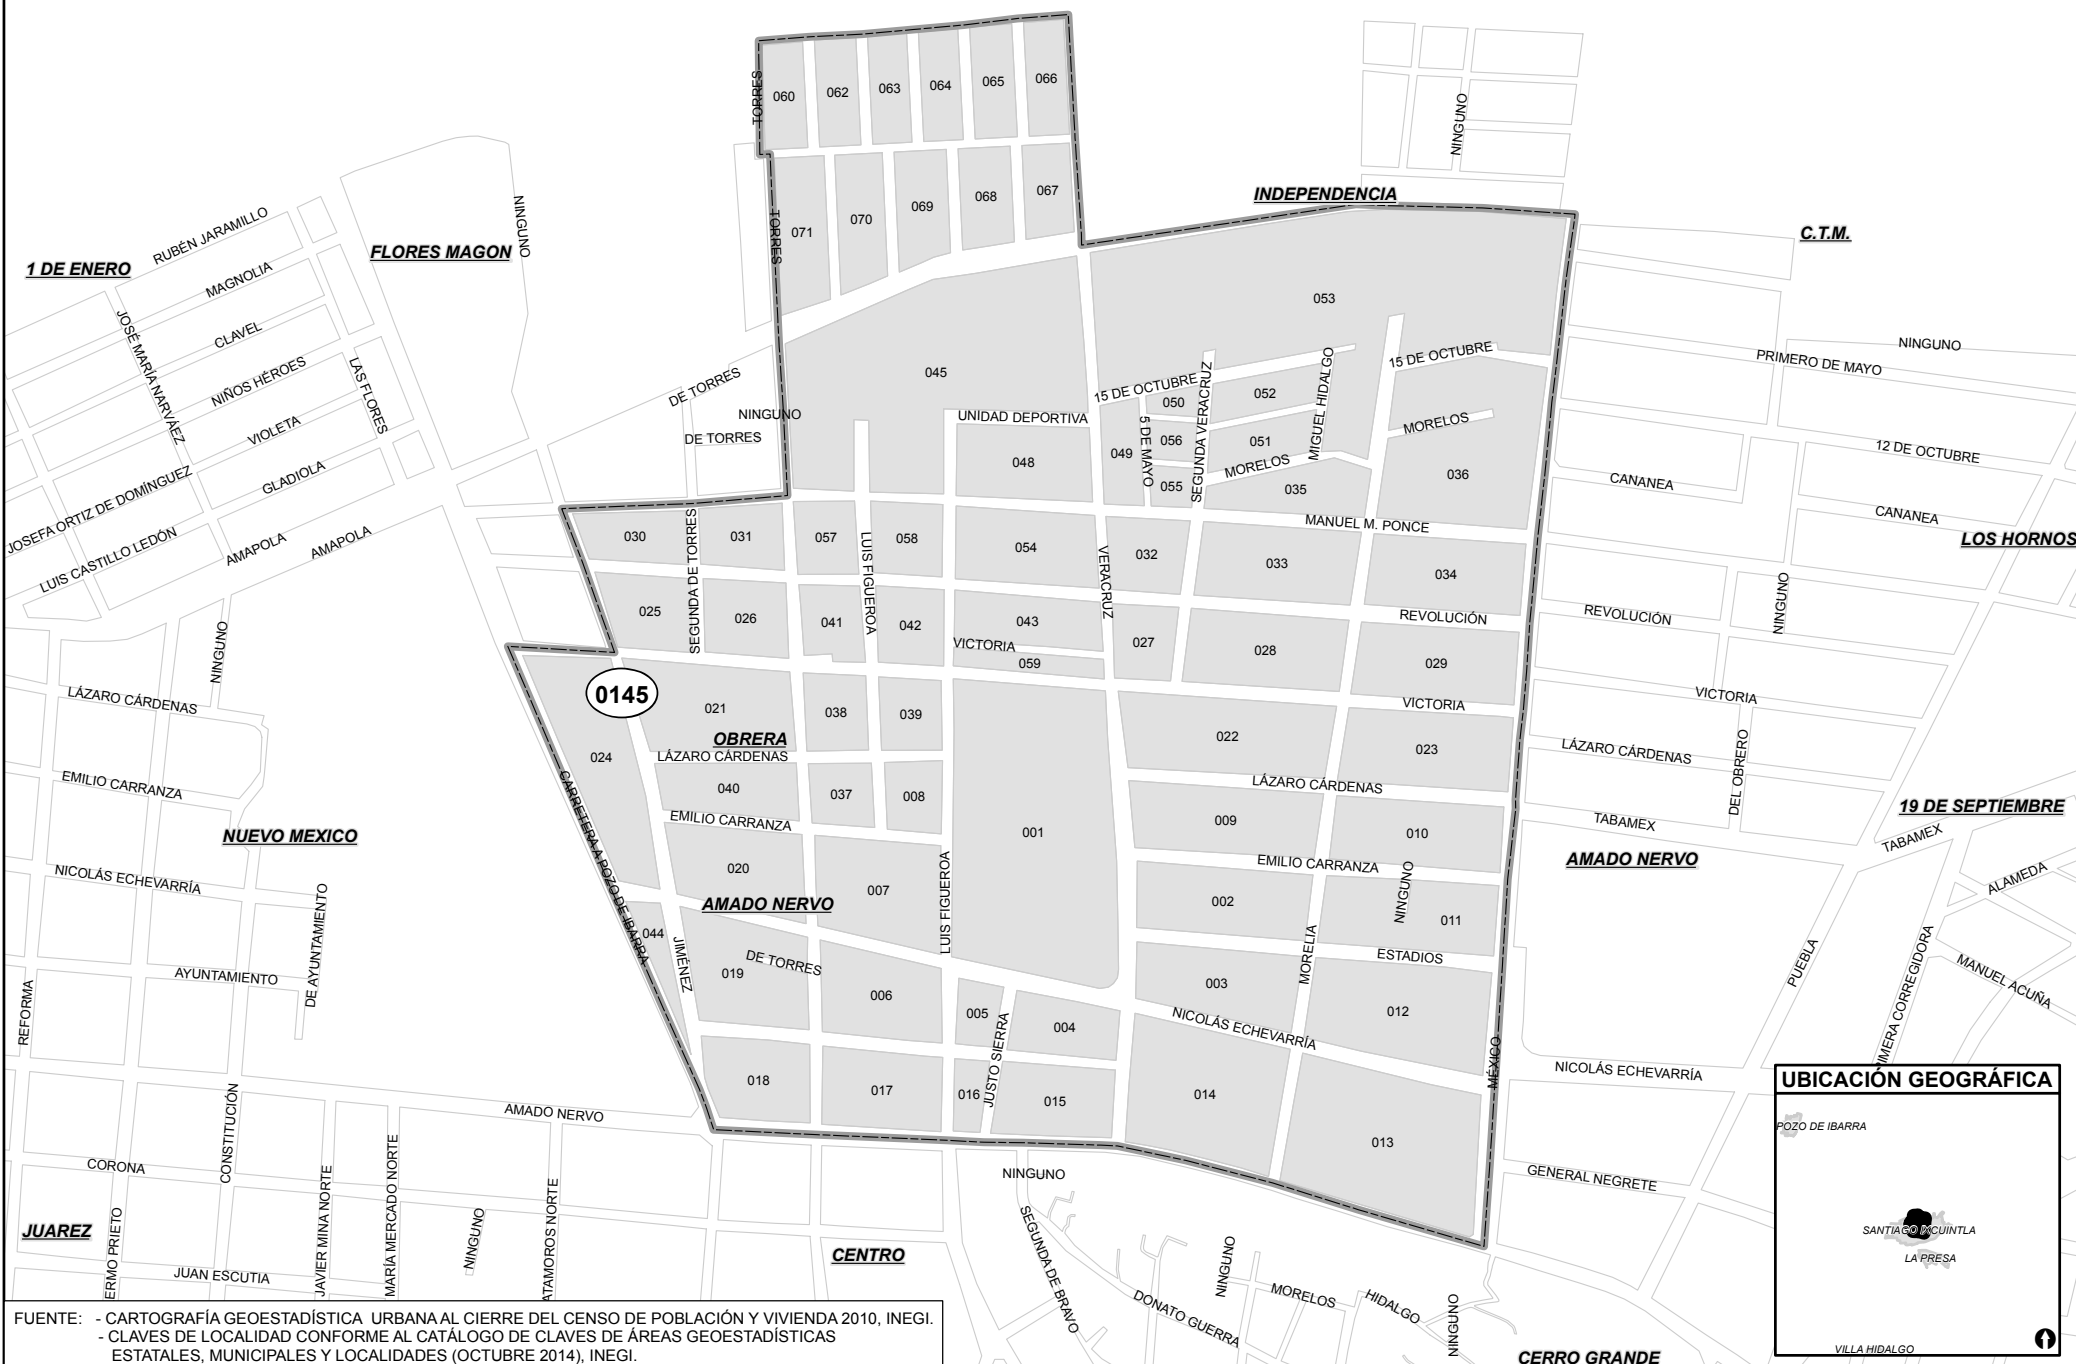 060
062
063
064
065
066
TORRES
NINGUNO
071
070
069
068
067
TORRES
INDEPENDENCIA
C.T.M.
RUBÉN JARAMILLO
FLORES MAGON
NINGUNO
1 DE ENERO
MAGNOLIA
CLAVEL
JOSÉ MARÍA NARVÁEZ
NIÑOS HÉROES
LAS FLORES
VIOLETA
GLADIOLA
JOSEFA ORTIZ DE DOMÍNGUEZ
LUIS CASTILLO LEDÓN
AMAPOLA
AMAPOLA
053
045
DE TORRES
NINGUNO
DE TORRES
UNIDAD DEPORTIVA
15 DE OCTUBRE
15 DE OCTUBRE
050
052
5 DE MAYO
SEGUNDA VERACRUZ
MIGUEL HIDALGO
MORELOS
049
056
051
048
055
MORELOS
035
036
MANUEL M. PONCE
NINGUNO
PRIMERO DE MAYO
12 DE OCTUBRE
CANANEA
CANANEA
LOS HORNOS
030
031
057
058
054
032
033
034
SEGUNDA DE TORRES
LUIS FIGUEROA
VERACRUZ
025
026
041
042
043
027
028
029
REVOLUCIÓN
REVOLUCIÓN
NINGUNO
VICTORIA
059
VICTORIA
VICTORIA
NINGUNO
0145
021
038
039
022
023
024
OBRERA
LÁZARO CÁRDENAS
LÁZARO CÁRDENAS
LÁZARO CÁRDENAS
LÁZARO CÁRDENAS
DEL OBRERO
040
037
008
EMILIO CARRANZA
EMILIO CARRANZA
001
009
010
TABAMEX
19 DE SEPTIEMBRE
TABAMEX
NUEVO MEXICO
CARRETERA A POZO DE IBARRA
020
007
EMILIO CARRANZA
AMADO NERVO
NICOLÁS ECHEVARRÍA
AMADO NERVO
LUIS FIGUEROA
002
NINGUNO
011
ALAMEDA
DE AYUNTAMIENTO
044
JIMÉNEZ
019
DE TORRES
MORELIA
ESTADIOS
PUEBLA
MANUEL ACUÑA
AYUNTAMIENTO
REFORMA
006
005
004
003
012
JUSTO SIERRA
NICOLÁS ECHEVARRÍA
MÉXICO
NICOLÁS ECHEVARRÍA
IMERA CORREGIDORA
018
017
016
015
014
013
AMADO NERVO
CONSTITUCIÓN
CORONA
JAVIER MINA NORTE
MARÍA MERCADO NORTE
NINGUNO
ATAMOROS NORTE
ERMO PRIETO
JUAREZ
JUAN ESCUTIA
CENTRO
NINGUNO
SEGUNDA DE BRAVO
DONATO GUERRA
NINGUNO
MORELOS
HIDALGO
NINGUNO
GENERAL NEGRETE
CERRO GRANDE
UBICACIÓN GEOGRÁFICA
POZO DE IBARRA
SANTIAGO IXCUINTLA
LA PRESA
VILLA HIDALGO
FUENTE: - CARTOGRAFÍA GEOESTADÍSTICA URBANA AL CIERRE DEL CENSO DE POBLACIÓN Y VIVIENDA 2010, INEGI.
- CLAVES DE LOCALIDAD CONFORME AL CATÁLOGO DE CLAVES DE ÁREAS GEOESTADÍSTICAS
ESTATALES, MUNICIPALES Y LOCALIDADES (OCTUBRE 2014), INEGI.